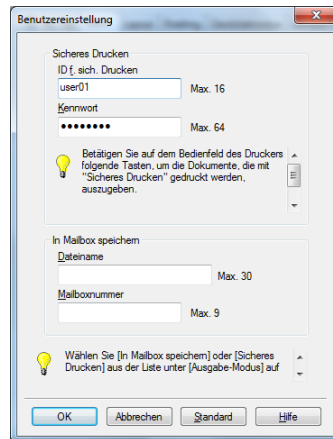 Benutzereinstellung
Sicheres Drucken
ID f. sich. Drucken
user01
Max. 16
Kennwort
●●●●●●●●
Max. 64
Betätigen Sie auf dem Bedienfeld des Druckers
folgende Tasten, um die Dokumente, die mit
"Sicheres Drucken" gedruckt werden,
auszugeben.
In Mailbox speichern
Dateiname
Max. 30
Mailboxnummer
Max. 9
Wählen Sie [In Mailbox speichern] oder [Sicheres
Drucken] aus der Liste unter [Ausgabe-Modus] auf
OK
Abbrechen
Standard
Hilfe